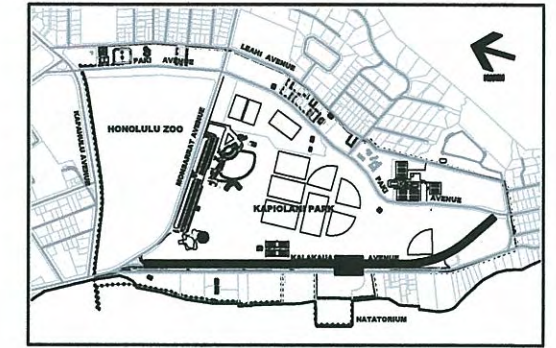 LEAHI AVENUE
PAKI AVENUE
HONOLULU ZOO
KAPAHULU AVENUE
MONSARRAT AVENUE
KAPIOLANI PARK
PAKI
AVENUE
KALAKAUA AVENUE
NATATORIUM